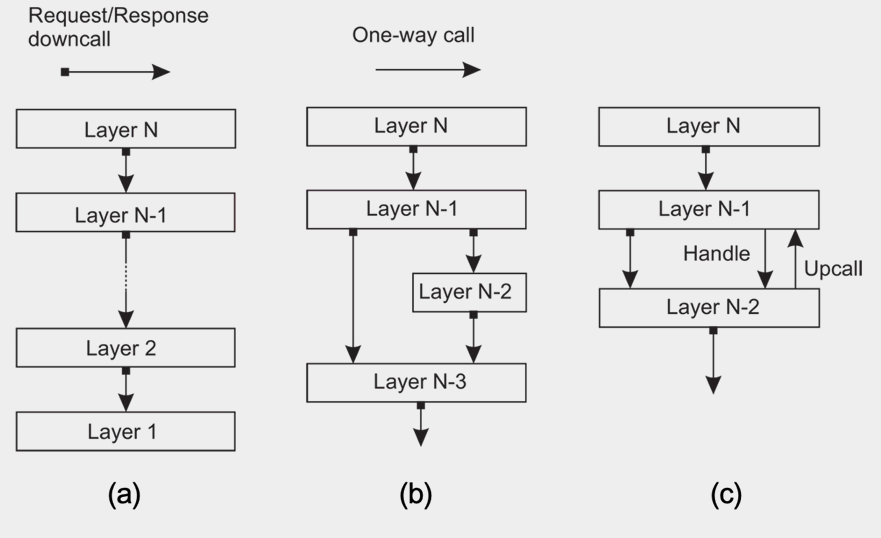 Request/Response
downcall
One-way call
Layer N
Layer N-1
Layer 2
Layer 1
(a)
Layer N
Layer N-1
Layer N-2
Layer N-3
(b)
Layer N
Layer N-1
Handle
Upcall
Layer N-2
(c)